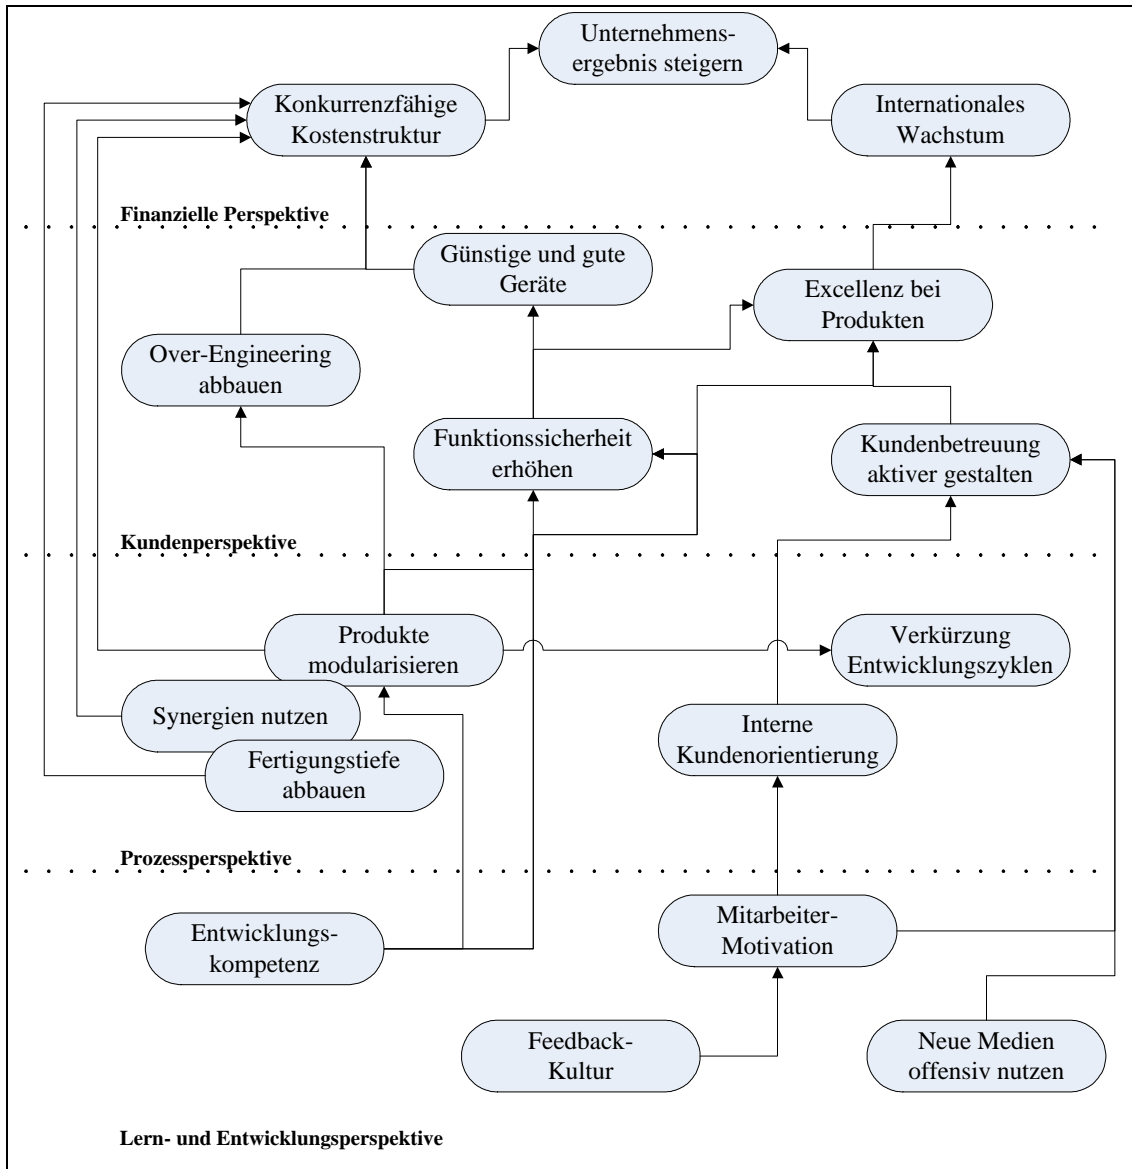 Unternehmens-
ergebnis steigern
Konkurrenzfähige
Kostenstruktur
Internationales
Wachstum
Finanzielle Perspektive
Günstige und gute
Geräte
Excellenz bei
Produkten
Over-Engineering
abbauen
Funktionssicherheit
erhöhen
Kundenbetreuung
aktiver gestalten
Kundenperspektive
Produkte
modularisieren
Verkürzung
Entwicklungszyklen
Synergien nutzen
Interne
Kundenorientierung
Fertigungstiefe
abbauen
Prozessperspektive
Entwicklungs-
kompetenz
Mitarbeiter-
Motivation
Feedback-
Kultur
Neue Medien
offensiv nutzen
Lern- und Entwicklungsperspektive